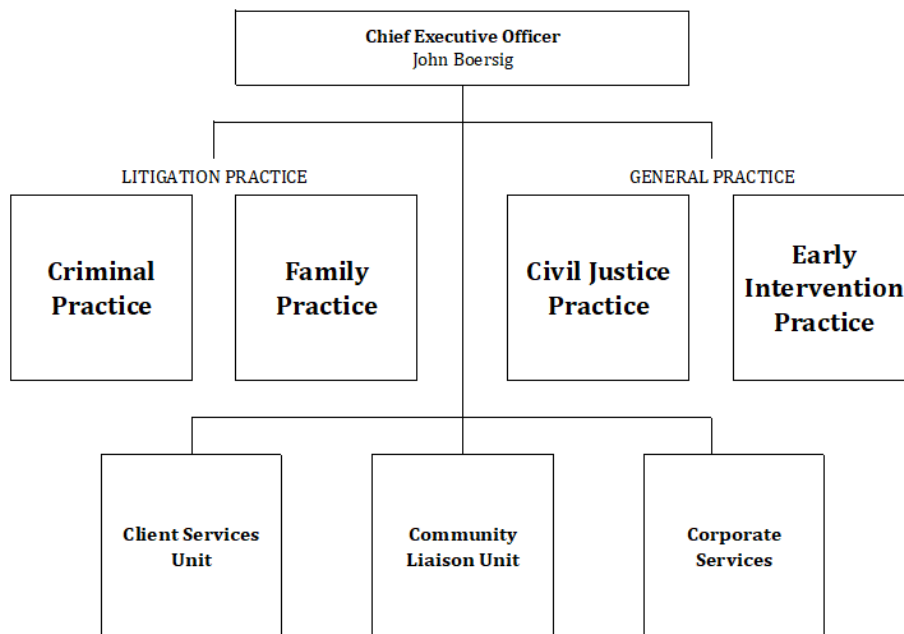 Chief Executive Officer
John Boersig
LITIGATION PRACTICE
GENERAL PRACTICE
Criminal
Practice
Family
Practice
Civil Justice
Practice
Early
Intervention
Practice
Client Services
Unit
Community
Liaison Unit
Corporate
Services